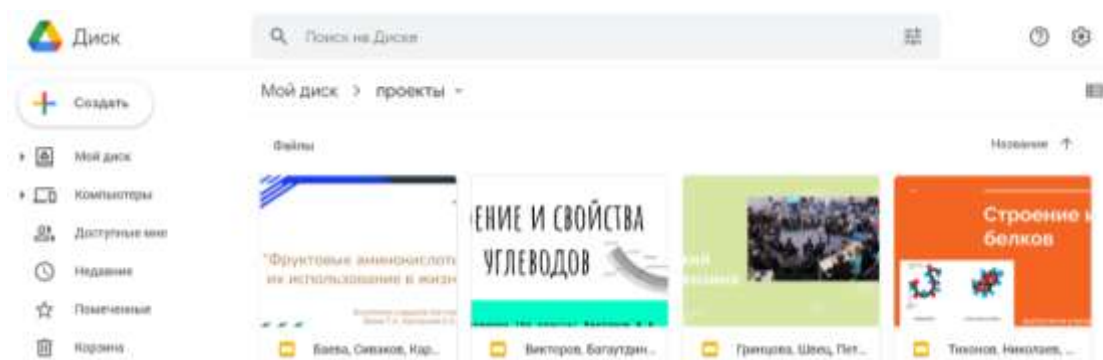 Диск
Поиск на Диске
Создать
Мой диск > проекты
Мой диск
Компьютеры
Доступные мне
Недавние
Помеченные
Корзина
Файлы
Название
"Фруктовые аминокислот
их использование в жизн
ЕНИЕ И СВОЙСТВА
УГЛЕВОДОВ
Строение и
белков
Баева, Сиваков, Кар...
Викторов, Багаутдин...
Гринцова, Швец, Пет...
Тихонов, Николаев, ...